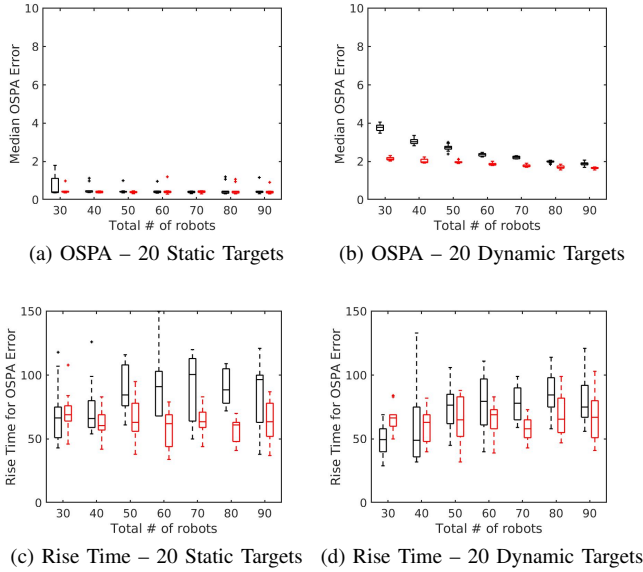 10
8
6
4
2
0
Median OSPA Error
30 40 50 60 70 80 90
Total # of robots
(a) OSPA – 20 Static Targets
10
8
6
4
2
0
Median OSPA Error
30 40 50 60 70 80 90
Total # of robots
(b) OSPA – 20 Dynamic Targets
150
100
50
0
Rise Time for OSPA Error
30 40 50 60 70 80 90
Total # of robots
(c) Rise Time – 20 Static Targets
150
100
50
0
Rise Time for OSPA Error
30 40 50 60 70 80 90
Total # of robots
(d) Rise Time – 20 Dynamic Targets